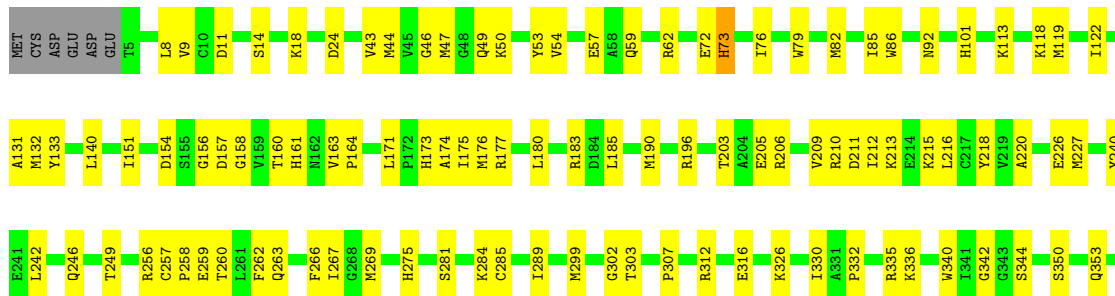 MET CYS ASP GLU ASP GLU T5 L8 V9 C10 D11 S14 K18 D24 V43 M44 V45 G46 M47 G48 Q49 K50 Y53 V54 E57 A58 Q59 R62 E72 H73 I76 W79 M82 I85 W86 N92 H101 K113 K118 M119 I122
A131 M132 Y133 L140 I151 D154 S155 G156 D157 G158 V159 T160 H161 N162 V163 P164 L171 P172 H173 A174 I175 M176 R177 L180 R183 D184 L185 M190 R196 T203 A204 E205 R206 V209 R210 D211 I212 K213 E214 K215 L216 C217 Y218 V219 A220 E226 M227
E241 L242 Q246 T249 R256 C257 P258 E259 T260 L261 F262 Q263 F266 I267 G268 M269 H275 S281 K284 C285 I289 M299 G302 T303 P307 R312 E316 K326 I330 A331 P332 R335 K336 W340 I341 G342 G343 S344 S350 Q353